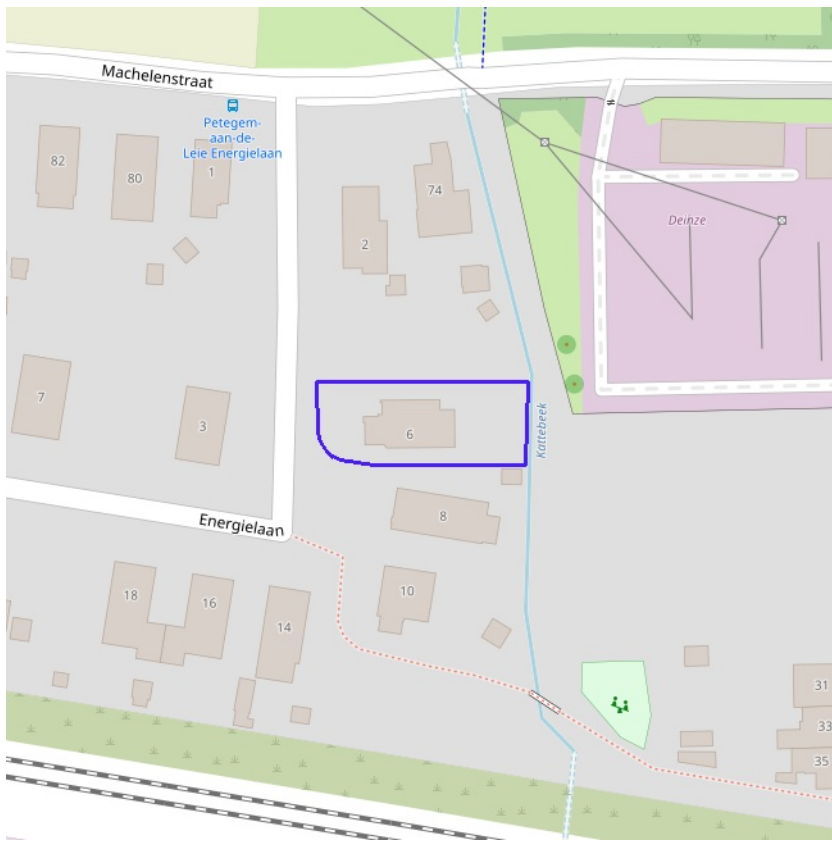 Machelenstraat
Petegem-
aan-de-
Leie Energielaan
82
80
1
2
74
Deinze
7
3
6
Kattebeek
8
Energielaan
18
16
14
10
31
33
35